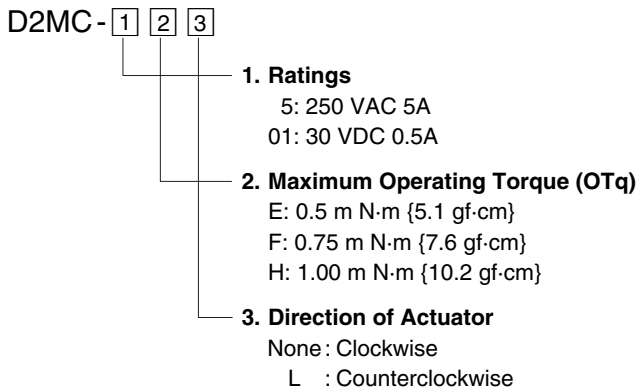 D2MC-1 2 3
1. Ratings
5: 250 VAC 5A
01: 30 VDC 0.5A
2. Maximum Operating Torque (OTq)
E: 0.5 m N·m {5.1 gf·cm}
F: 0.75 m N·m {7.6 gf·cm}
H: 1.00 m N·m {10.2 gf·cm}
3. Direction of Actuator
None : Clockwise
L : Counterclockwise